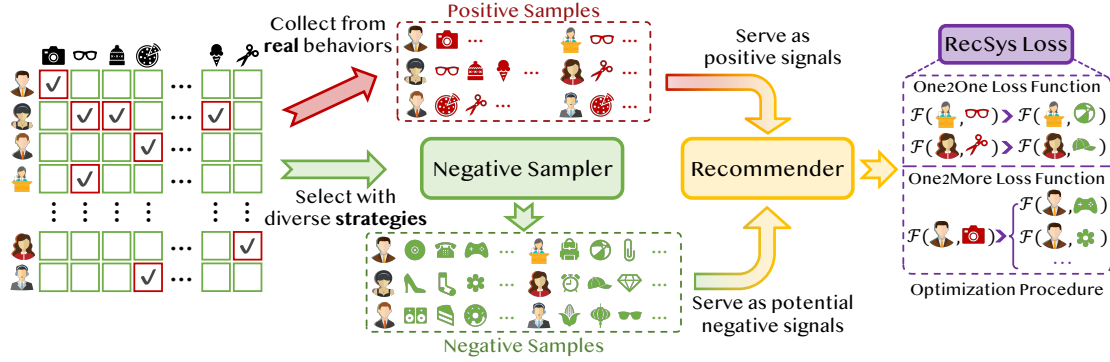 Collect from
real behaviors
Positive Samples
... ...
... ...
... ...
Serve as
positive signals
RecSys Loss
One2One Loss Function
F( , ) > F( , )
F( , ) > F( , )
Negative Sampler
Recommender
Select with
diverse strategies
One2More Loss Function
F( , ) > { F( , )
F( , )
...
... ...
... ...
... ...
Negative Samples
Serve as potential
negative signals
Optimization Procedure